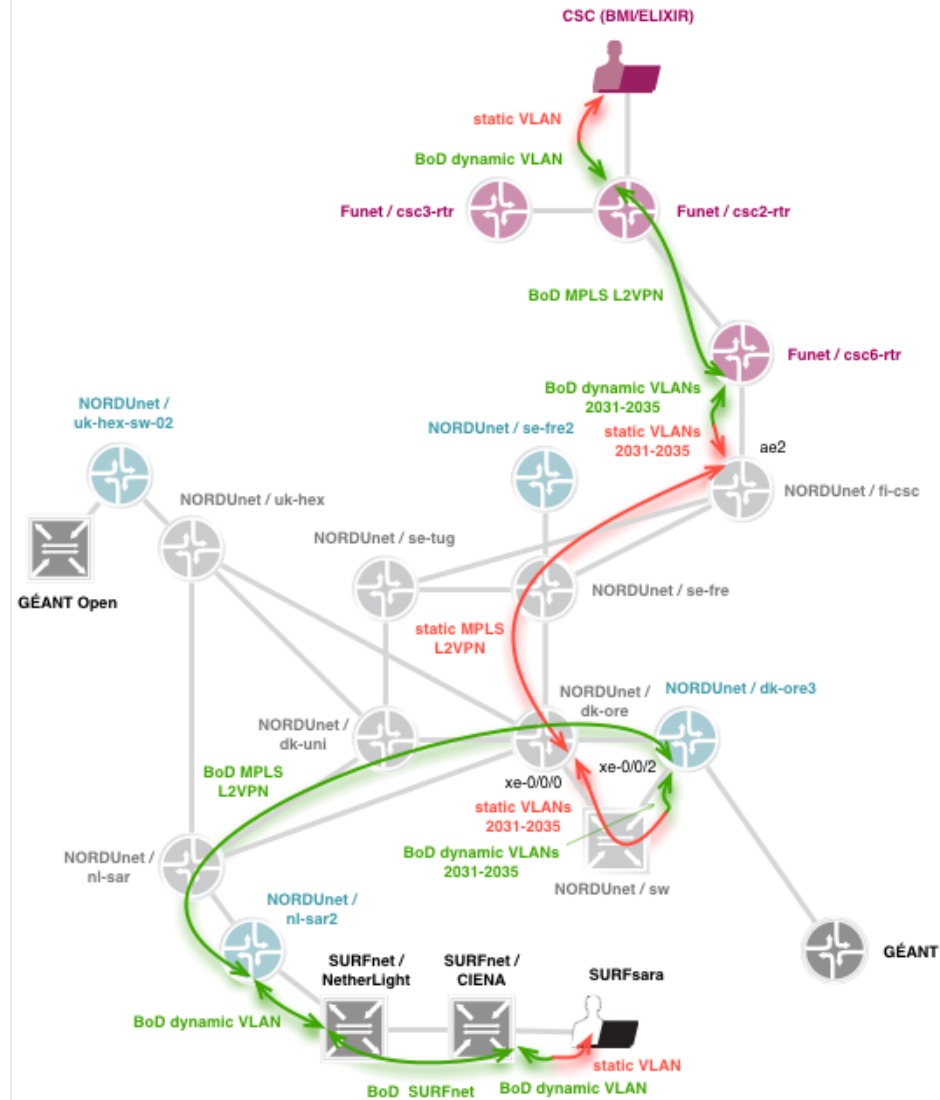 CSC (BMI/ELIXIR)
static VLAN
BoD dynamic VLAN
Funet / csc3-rtr
Funet / csc2-rtr
BoD MPLS L2VPN
Funet / csc6-rtr
BoD dynamic VLANs
2031-2035
NORDUnet /
uk-hex-sw-02
NORDUnet / se-fre2
static VLANs
2031-2035
ae2
NORDUnet / fi-csc
NORDUnet / uk-hex
NORDUnet / se-tug
GÉANT Open
NORDUnet / se-fre
static MPLS
L2VPN
NORDUnet /
dk-ore
NORDUnet / dk-ore3
NORDUnet /
dk-uni
BoD MPLS
L2VPN
xe-0/0/0
xe-0/0/2
static VLANs
2031-2035
BoD dynamic VLANs
2031-2035
NORDUnet /
nl-sar
NORDUnet / sw
NORDUnet /
nl-sar2
SURFnet /
NetherLight
SURFnet /
CIENA
SURFsara
GÉANT
BoD dynamic VLAN
static VLAN
BoD SURFnet
BoD dynamic VLAN